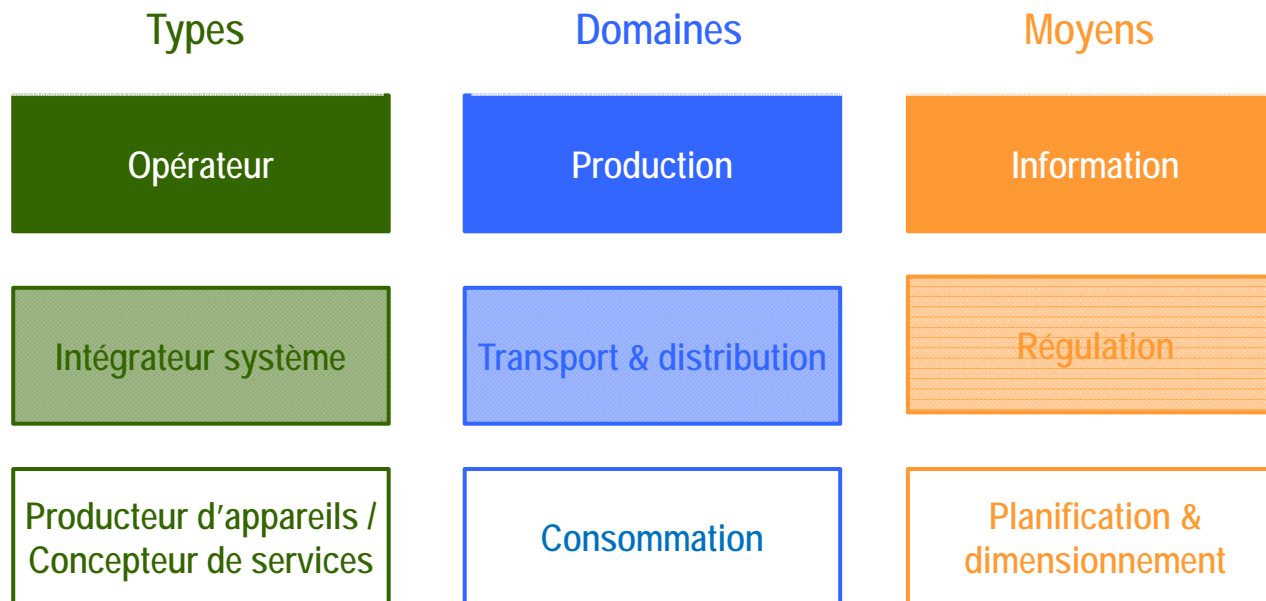 Types
Domaines
Moyens
Opérateur
Production
Information
Intégrateur système
Transport & distribution
Régulation
Producteur d’appareils /
Concepteur de services
Consommation
Planification &
dimensionnement